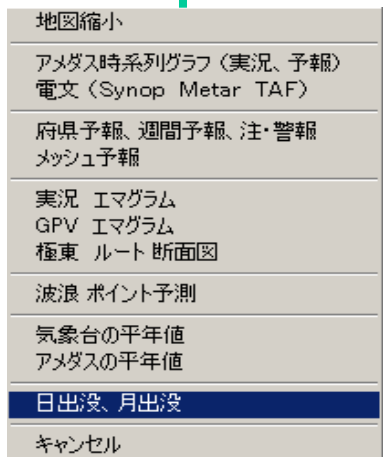 地図縮小
アメダス時系列グラフ（実況、予報）
電文（Synop Metar TAF）
府県予報、週間予報、注・警報
メッシュ予報
実況 エマグラム
GPV エマグラム
極東 ルート断面図
波浪 ポイント予測
気象台の平年値
アメダスの平年値
日出没、月出没
キャンセル